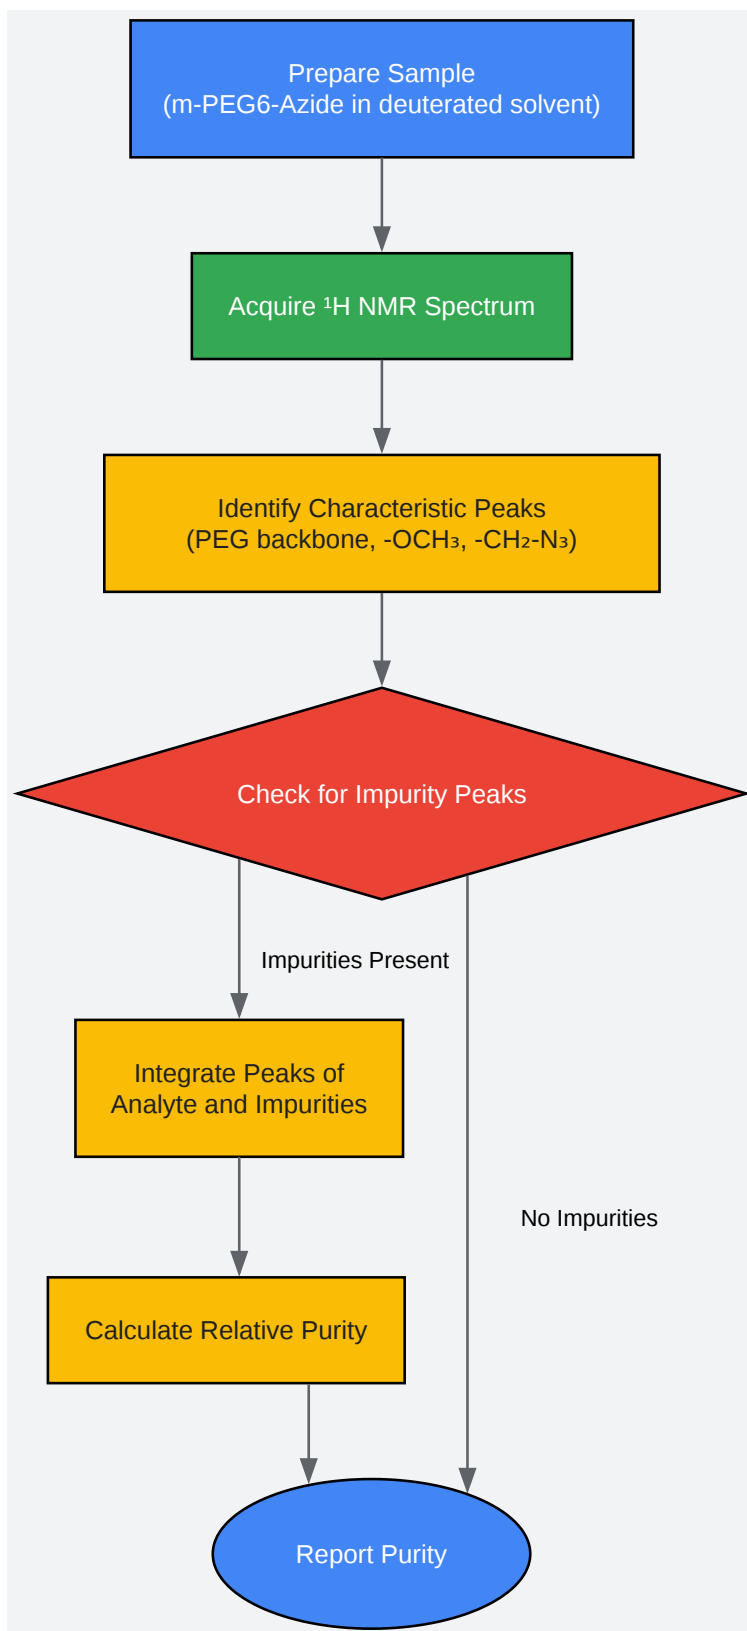 Prepare Sample
(m-PEG6-Azide in deuterated solvent)
Acquire ¹H NMR Spectrum
Identify Characteristic Peaks
(PEG backbone, -OCH₃, -CH₂-N₃)
Check for Impurity Peaks
Impurities Present
Integrate Peaks of
Analyte and Impurities
No Impurities
Calculate Relative Purity
Report Purity